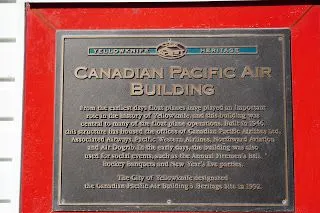 YELLOWKNIFE HERITAGE
CANADIAN PACIFIC AIR
BUILDING
From the earliest days float planes have played an important
role in the history of Yellowknife, and this building was
central to many of the float plane operations. Built in 1946,
this structure has housed the offices of Canadian Pacific Airlines Ltd,
Associated Airways, Pacific Western Airlines, Northward Aviation
and Air Dogrib. In the early days, the building was also
used for social events, such as the Annual Firemen's Ball,
Hockey Banquets and New Year's Eve parties.
The City of Yellowknife designated
the Canadian Pacific Air Building a Heritage Site in 1992.